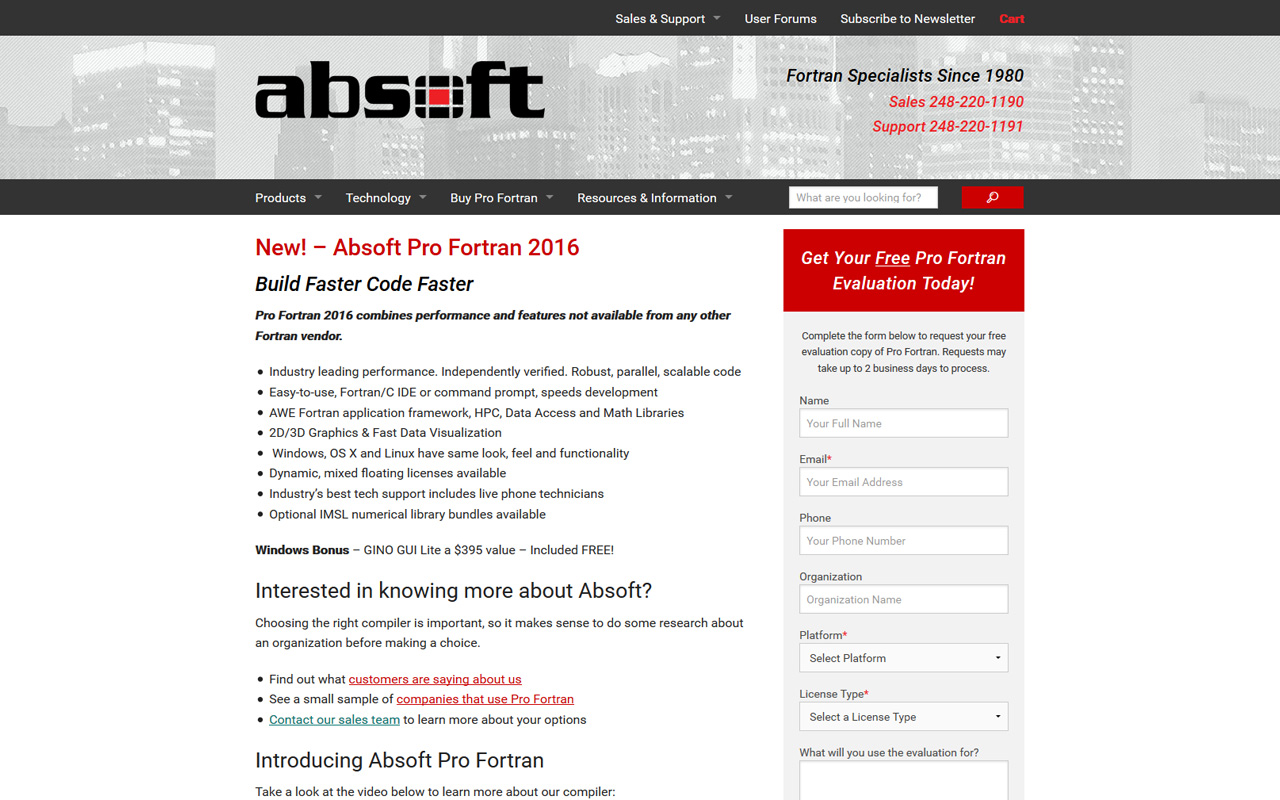 Sales & Support
User Forums
Subscribe to Newsletter
Cart
absoft
Fortran Specialists Since 1980
Sales 248-220-1190
Support 248-220-1191
Products
Technology
Buy Pro Fortran
Resources & Information
What are you looking for?
New! – Absoft Pro Fortran 2016
Build Faster Code Faster
Pro Fortran 2016 combines performance and features not available from any other
Fortran vendor.
Industry leading performance. Independently verified. Robust, parallel, scalable code
Easy-to-use, Fortran/C IDE or command prompt, speeds development
AWE Fortran application framework, HPC, Data Access and Math Libraries
2D/3D Graphics & Fast Data Visualization
Windows, OS X and Linux have same look, feel and functionality
Dynamic, mixed floating licenses available
Industry's best tech support includes live phone technicians
Optional IMSL numerical library bundles available
Windows Bonus – GINO GUI Lite a $395 value – Included FREE!
Interested in knowing more about Absoft?
Choosing the right compiler is important, so it makes sense to do some research about
an organization before making a choice.
Find out what customers are saying about us
See a small sample of companies that use Pro Fortran
Contact our sales team to learn more about your options
Introducing Absoft Pro Fortran
Take a look at the video below to learn more about our compiler:
Get Your Free Pro Fortran
Evaluation Today!
Complete the form below to request your free
evaluation copy of Pro Fortran. Requests may
take up to 2 business days to process.
Name
Your Full Name
Email*
Your Email Address
Phone
Your Phone Number
Organization
Organization Name
Platform*
Select Platform
License Type*
Select a License Type
What will you use the evaluation for?